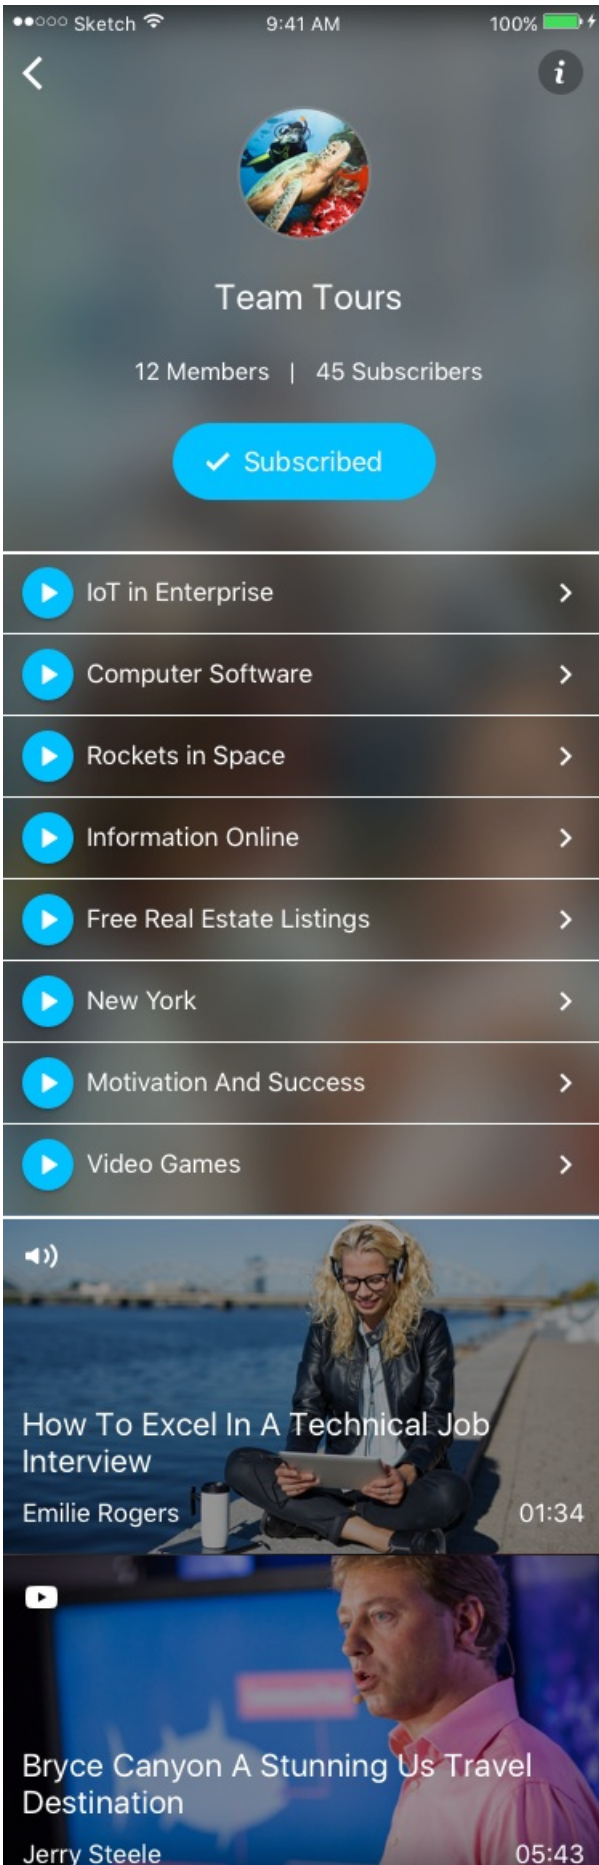 Sketch 9:41 AM 100%
i
Team Tours
12 Members | 45 Subscribers
Subscribed
IoT in Enterprise
Computer Software
Rockets in Space
Information Online
Free Real Estate Listings
New York
Motivation And Success
Video Games
How To Excel In A Technical Job
Interview
Emilie Rogers 01:34
Bryce Canyon A Stunning Us Travel
Destination
Jerry Steele 05:43